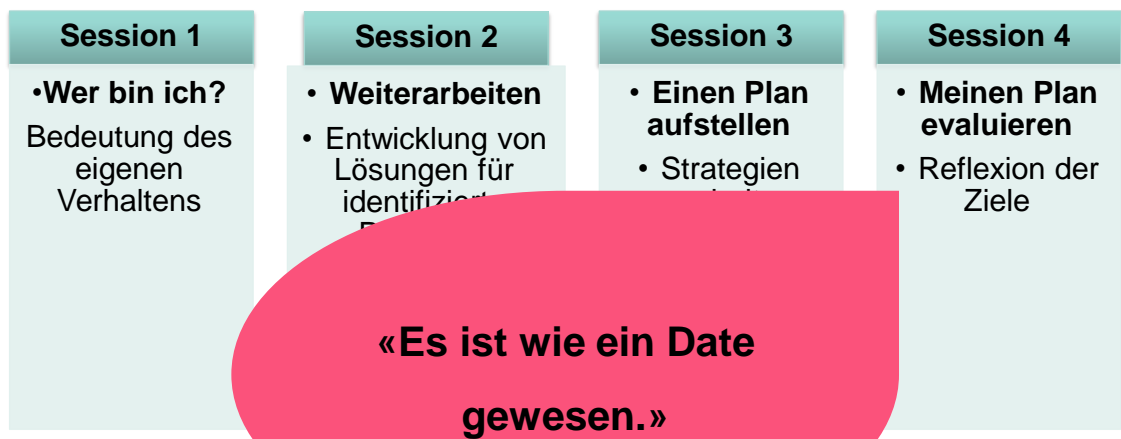 Session 1
•Wer bin ich?
Bedeutung des
eigenen
Verhaltens
Session 2
• Weiterarbeiten
• Entwicklung von
Lösungen für
Session 3
• Einen Plan
aufstellen
• Strategien
Session 4
• Meinen Plan
evaluieren
• Reflexion der
Ziele
«Es ist wie ein Date
gewesen.»